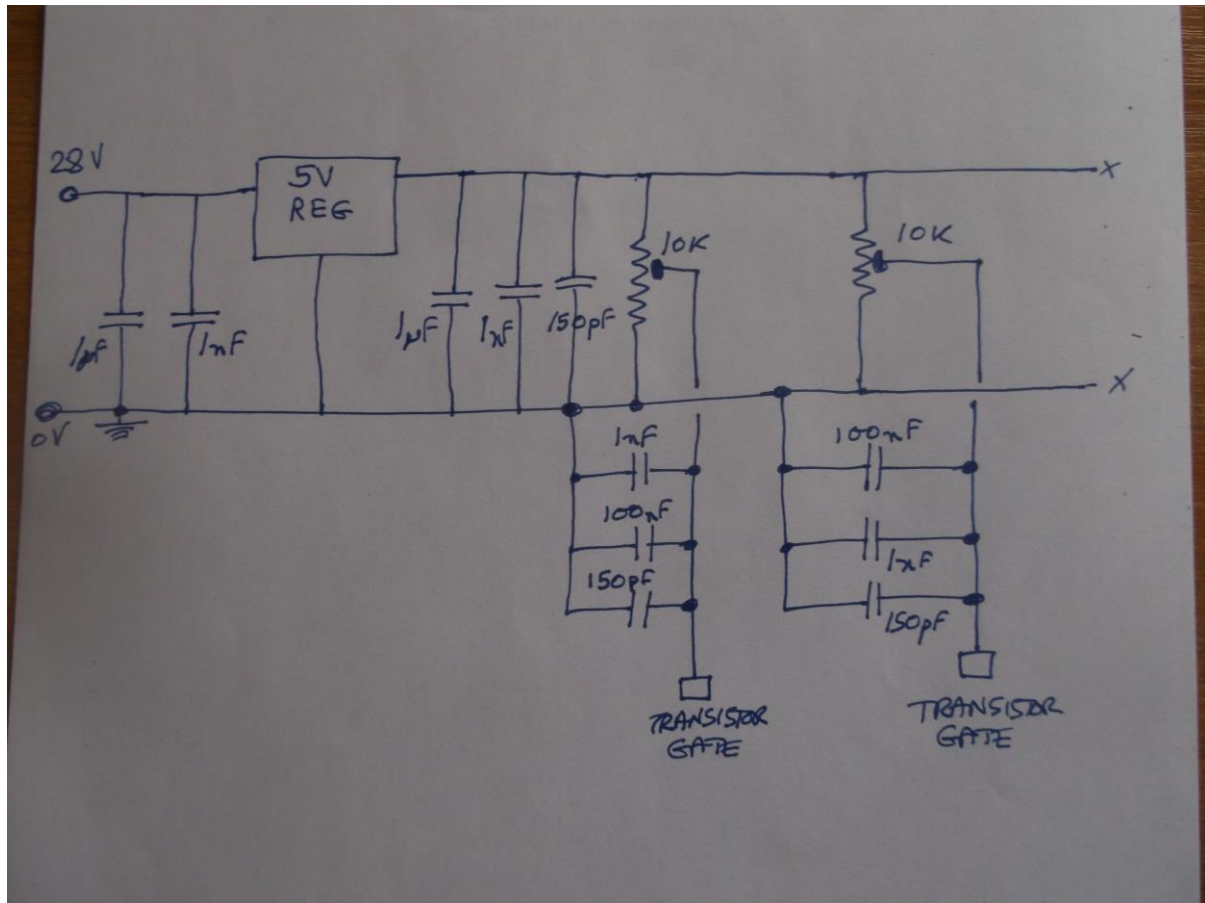 28V
5V
REG
10K
10K
1µF
1nF
1µF
1nF
150pF
X
X
0V
1nF
100nF
100nF
150pF
1nF
150pF
TRANSISTOR
GATE
TRANSISTOR
GATE